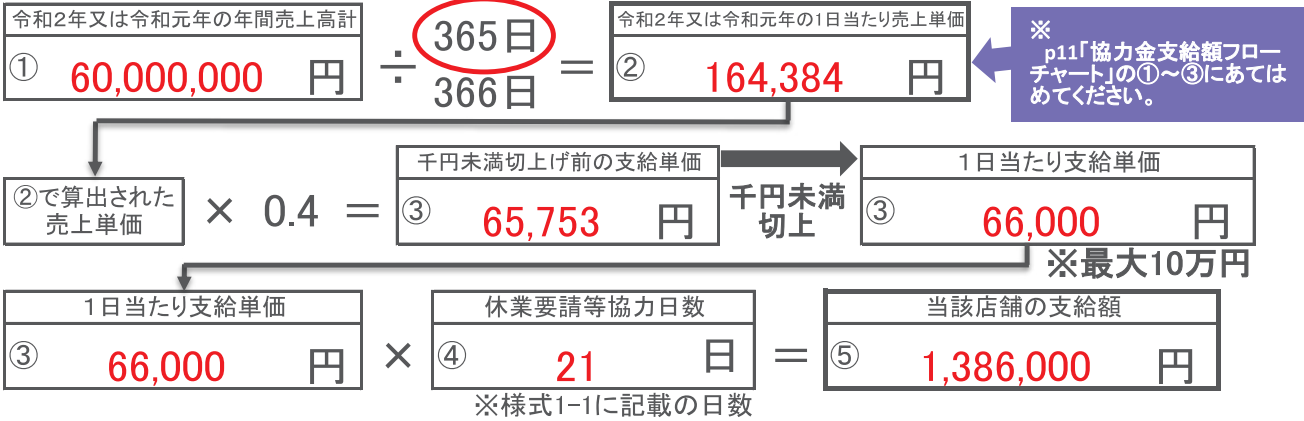 令和2年又は令和元年の年間売上高計
① 60,000,000 円
÷
365日
366日
＝
令和2年又は令和元年の1日当たり売上単価
② 164,384 円
※
p11「協力金支給額フロー
チャート」の①～③にあては
めてください。
②で算出された
売上単価
× 0.4 ＝
千円未満切上げ前の支給単価
③ 65,753 円
千円未満
切上
1日当たり支給単価
③ 66,000 円
※最大10万円
1日当たり支給単価
③ 66,000 円
×
休業要請等協力日数
④ 21 日
※様式1-1に記載の日数
＝
当該店舗の支給額
⑤ 1,386,000 円